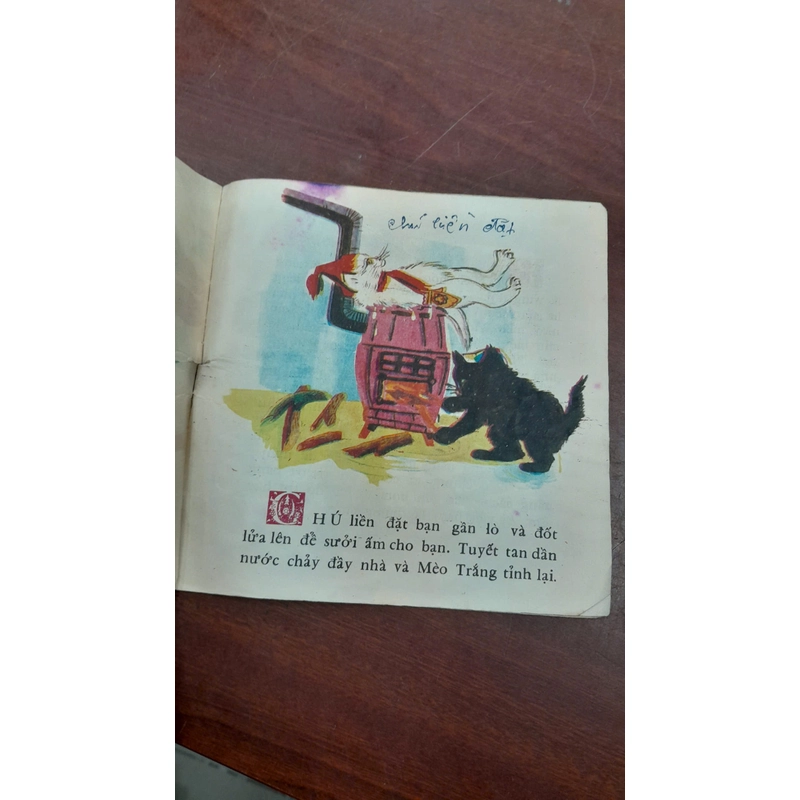 chú liền đặt
CHÚ liền đặt bạn gần lò và đốt
lửa lên để sưởi ấm cho bạn. Tuyết tan dần
nước chảy đầy nhà và Mèo Trắng tỉnh lại.